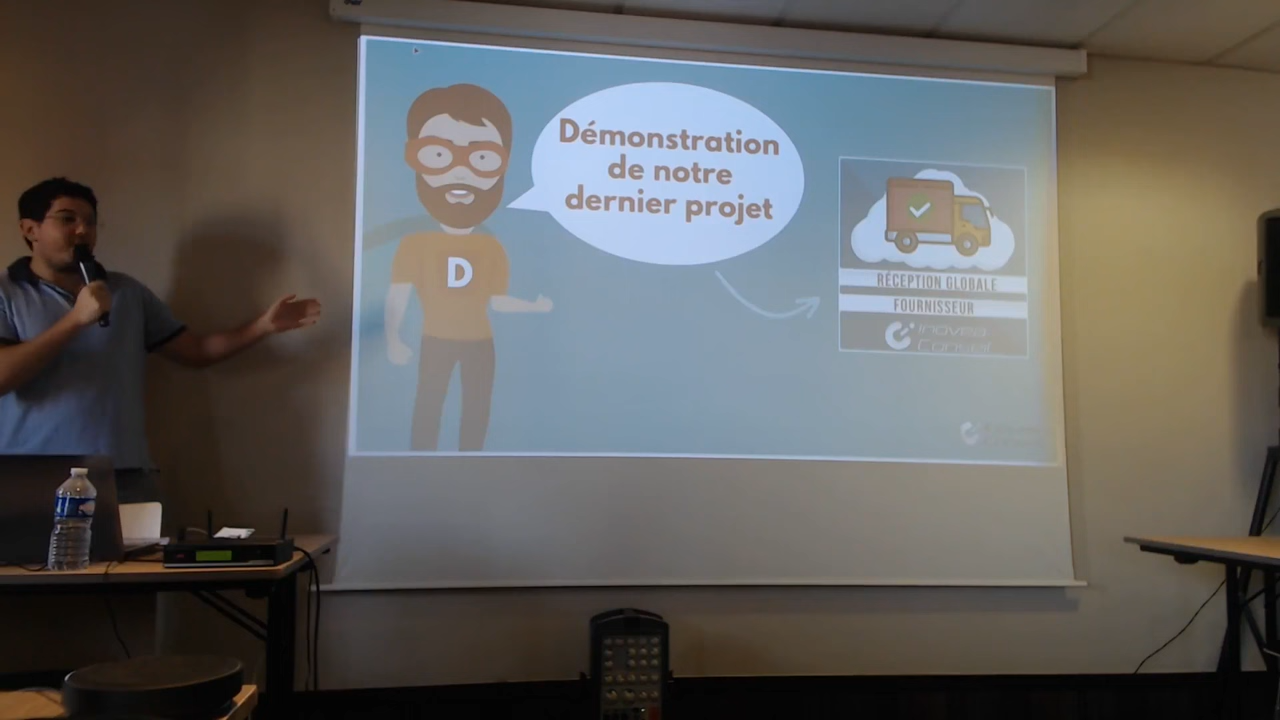 Démonstration
de notre
dernier projet
D
RÉCEPTION GLOBALE
FOURNISSEUR
Inovea
Conseil